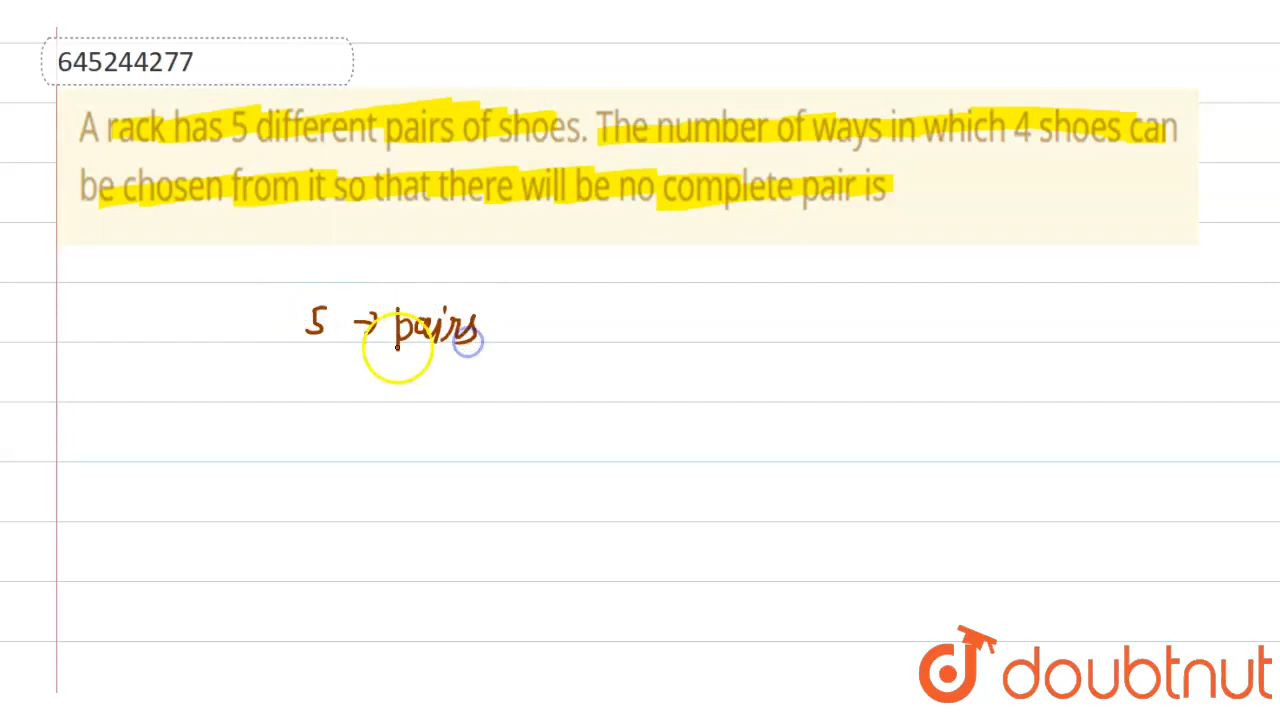 645244277
A rack has 5 different pairs of shoes. The number of ways in which 4 shoes can
be chosen from it so that there will be no complete pair is
5 → pairs
doubtnut